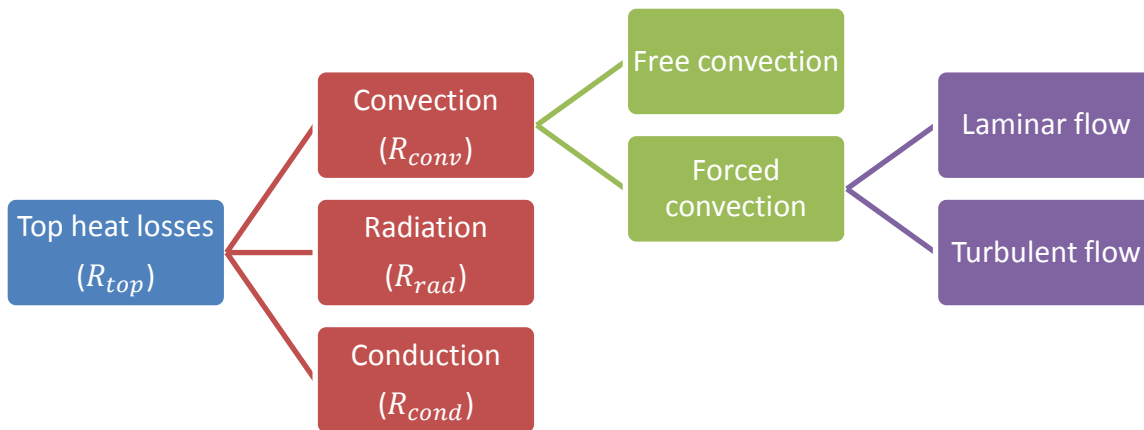 Top heat losses
(R_top)
Convection
(R_conv)
Radiation
(R_rad)
Conduction
(R_cond)
Free convection
Forced
convection
Laminar flow
Turbulent flow